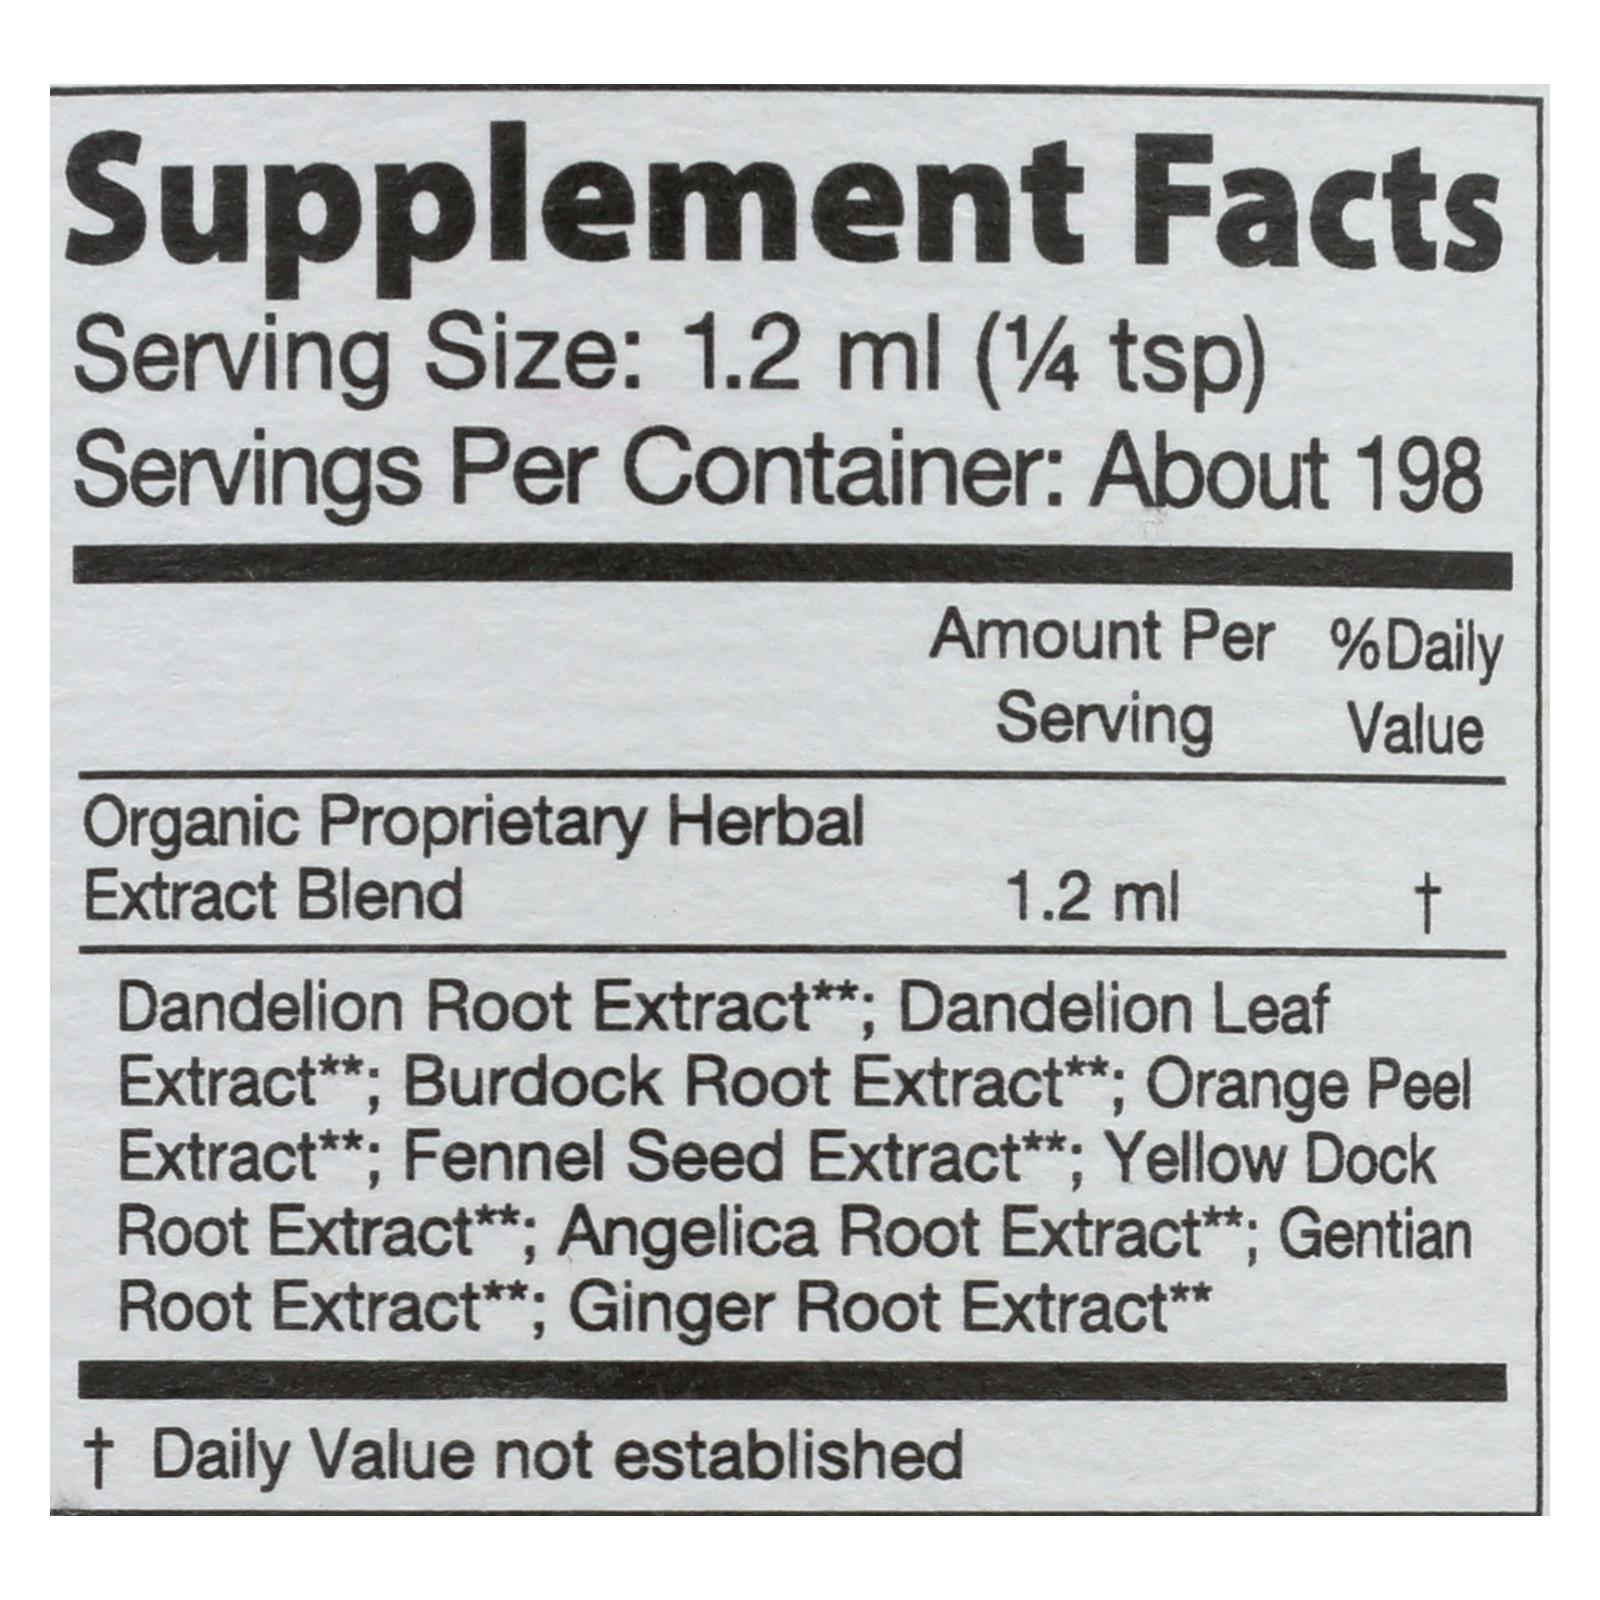 Supplement Facts
Serving Size: 1.2 ml (¼ tsp)
Servings Per Container: About 198
Amount Per %Daily
Serving Value
Organic Proprietary Herbal
Extract Blend 1.2 ml †
Dandelion Root Extract**; Dandelion Leaf
Extract**; Burdock Root Extract**; Orange Peel
Extract**; Fennel Seed Extract**; Yellow Dock
Root Extract**; Angelica Root Extract**; Gentian
Root Extract**; Ginger Root Extract**
† Daily Value not established